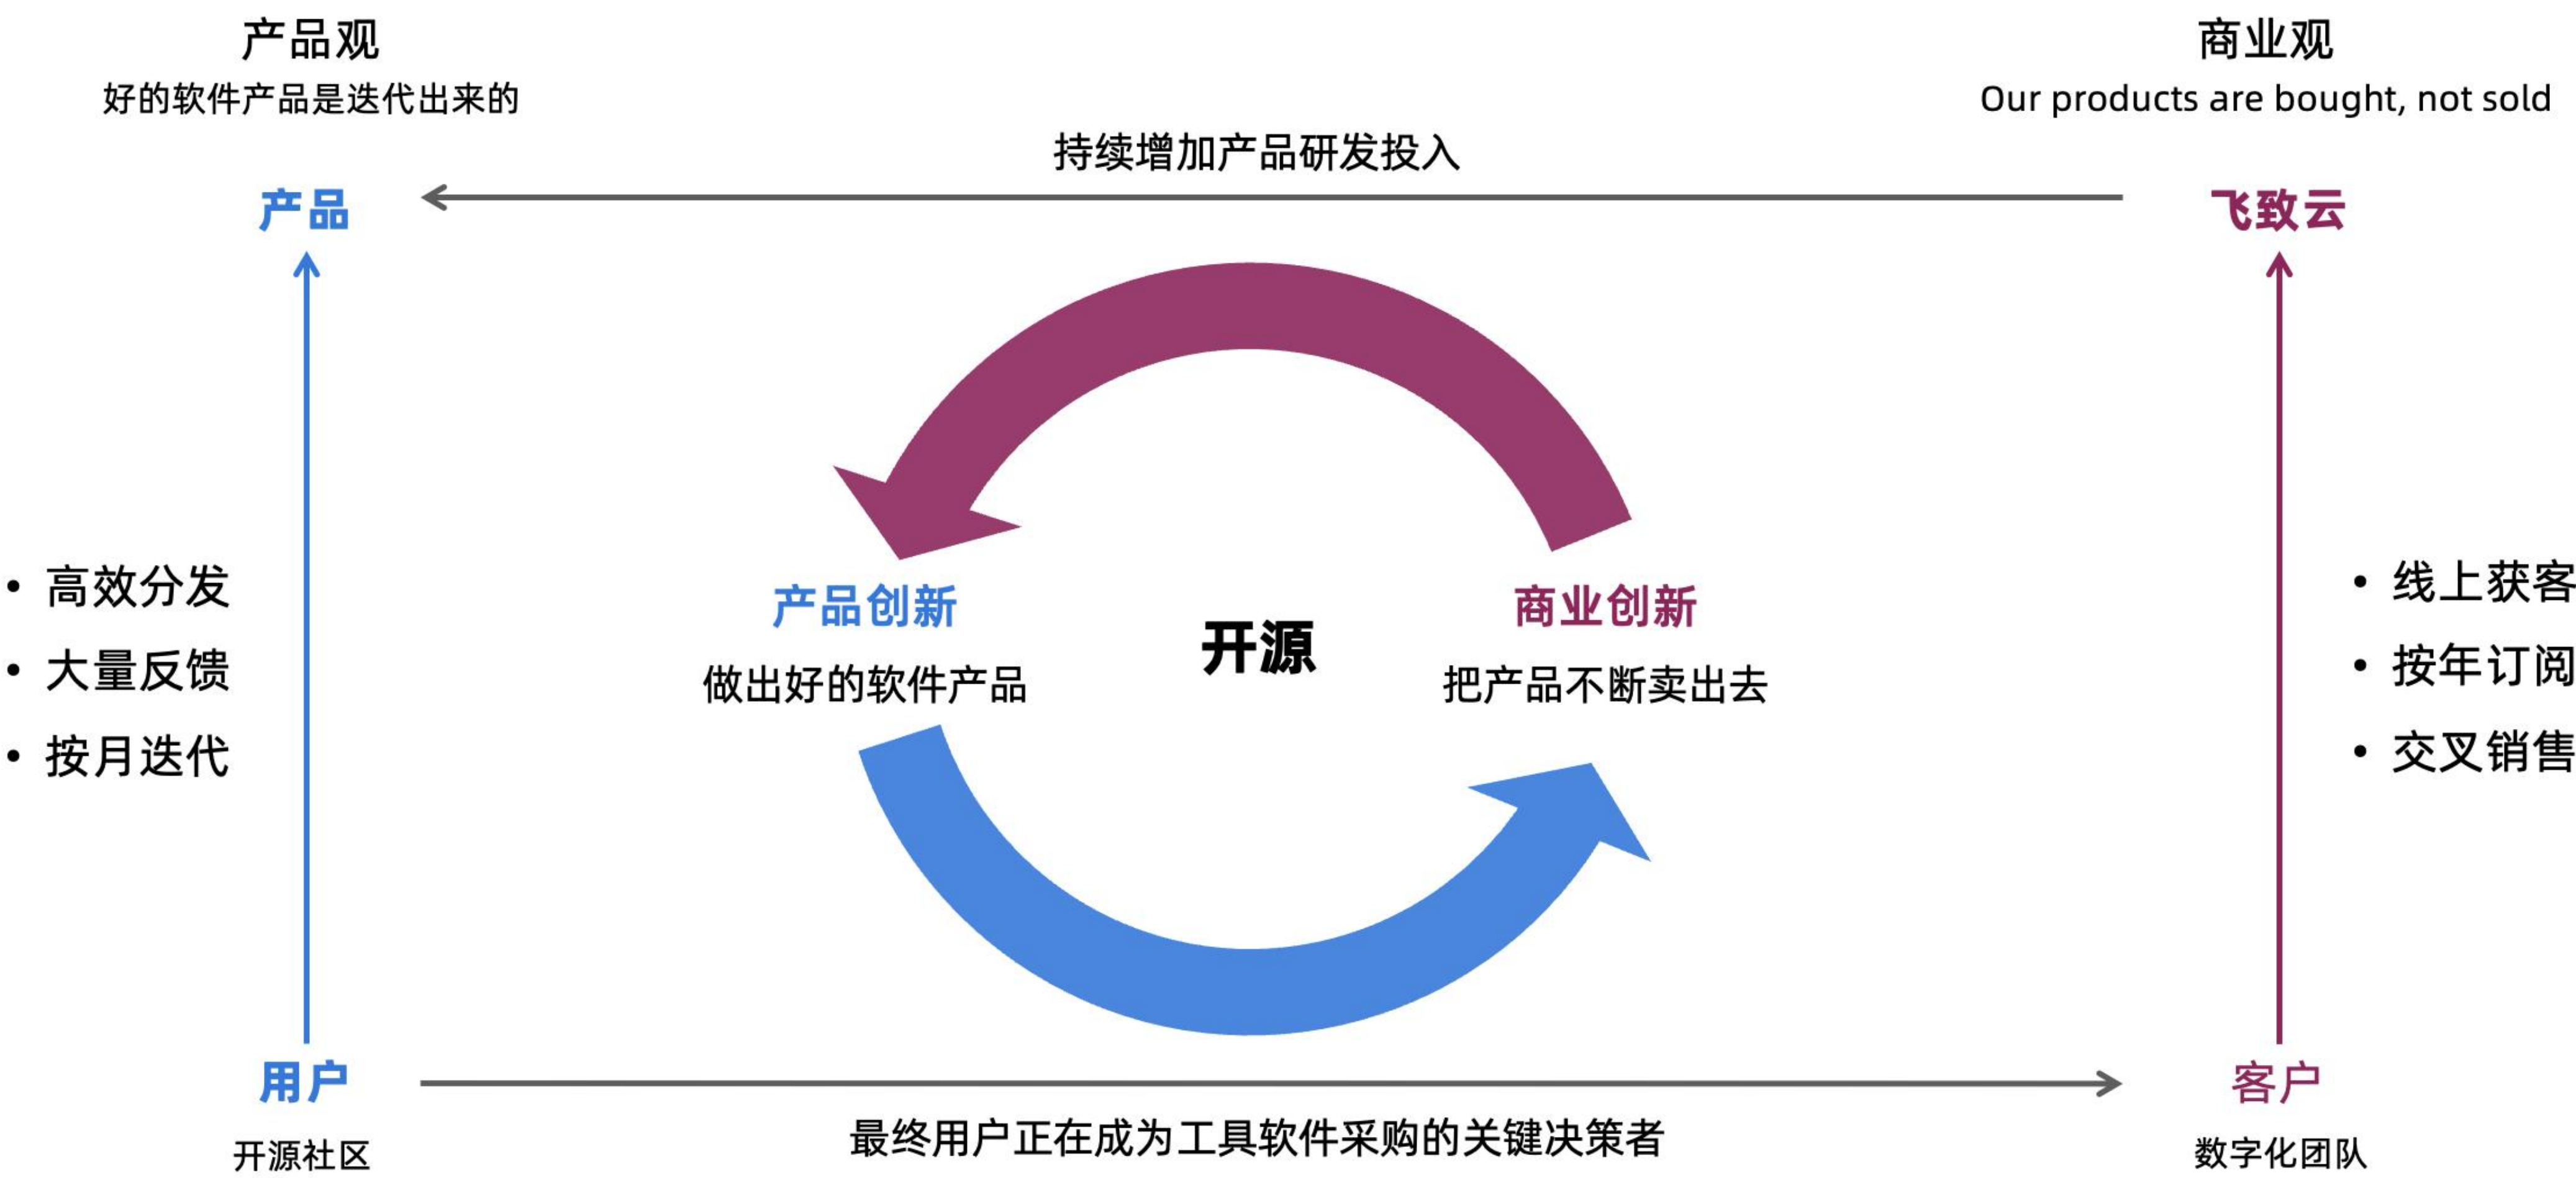 产品观
好的软件产品是迭代出来的
商业观
Our products are bought, not sold
持续增加产品研发投入
产品
飞致云
• 高效分发
• 大量反馈
• 按月迭代
产品创新
做出好的软件产品
开源
商业创新
把产品不断卖出去
• 线上获客
• 按年订阅
• 交叉销售
用户
开源社区
最终用户正在成为工具软件采购的关键决策者
客户
数字化团队